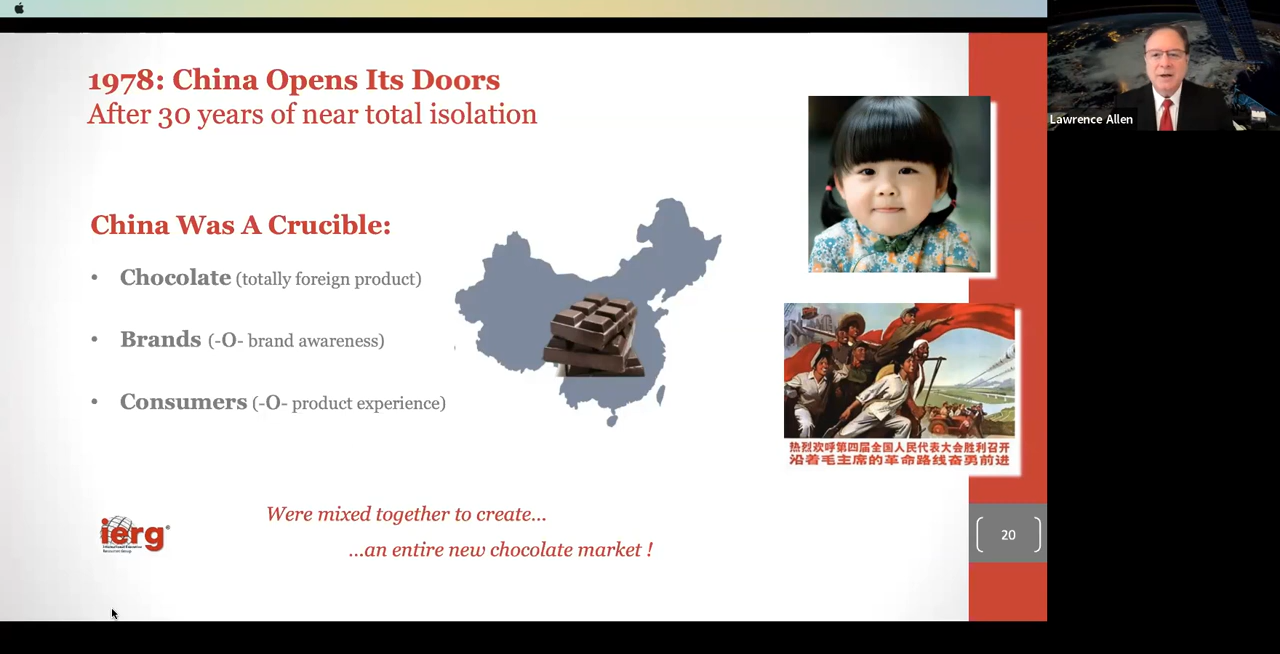 1978: China Opens Its Doors
After 30 years of near total isolation
China Was A Crucible:
• Chocolate (totally foreign product)
• Brands (-O- brand awareness)
• Consumers (-O- product experience)
Were mixed together to create...
...an entire new chocolate market !
热烈欢呼第四届全国人民代表大会胜利召开
沿着毛主席的革命路线奋勇前进
ierg®
20
Lawrence Allen